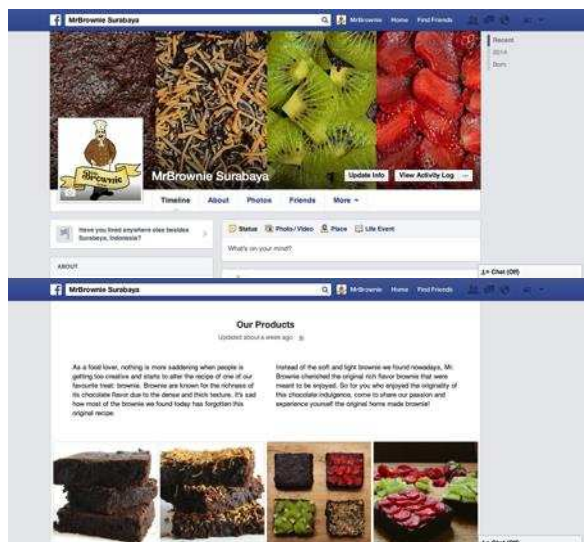 MrBrownie Surabaya
MrBrownie Home Find Friends
Recent
2014
Born
Brownie
MrBrownie Surabaya
Update Info View Activity Log
Timeline About Photos Friends More
Status Photo / Video Place Life Event
Have you lived anywhere else besides
Surabaya, Indonesia?
What's on your mind?
ABOUT
Chat (Off)
MrBrownie Surabaya
MrBrownie Home Find Friends
Our Products
Updated about a week ago
As a food lover, nothing is more saddening when people is
getting too creative and starts to alter the recipe of one of our
favourite treat: brownie. Brownie are known for the richness of
its chocolate flavor due to the dense and thick texture. It's sad
how most of the brownie we found today has forgotten this
original recipe.
Instead of the soft and light brownie we found nowadays, Mr.
Brownie cherished the original rich flavor brownie that were
meant to be enjoyed. So for you who enjoyed the originality of
this chocolate indulgence, come to share our passion and
experience yourself the original home made brownie!
Chat (Off)